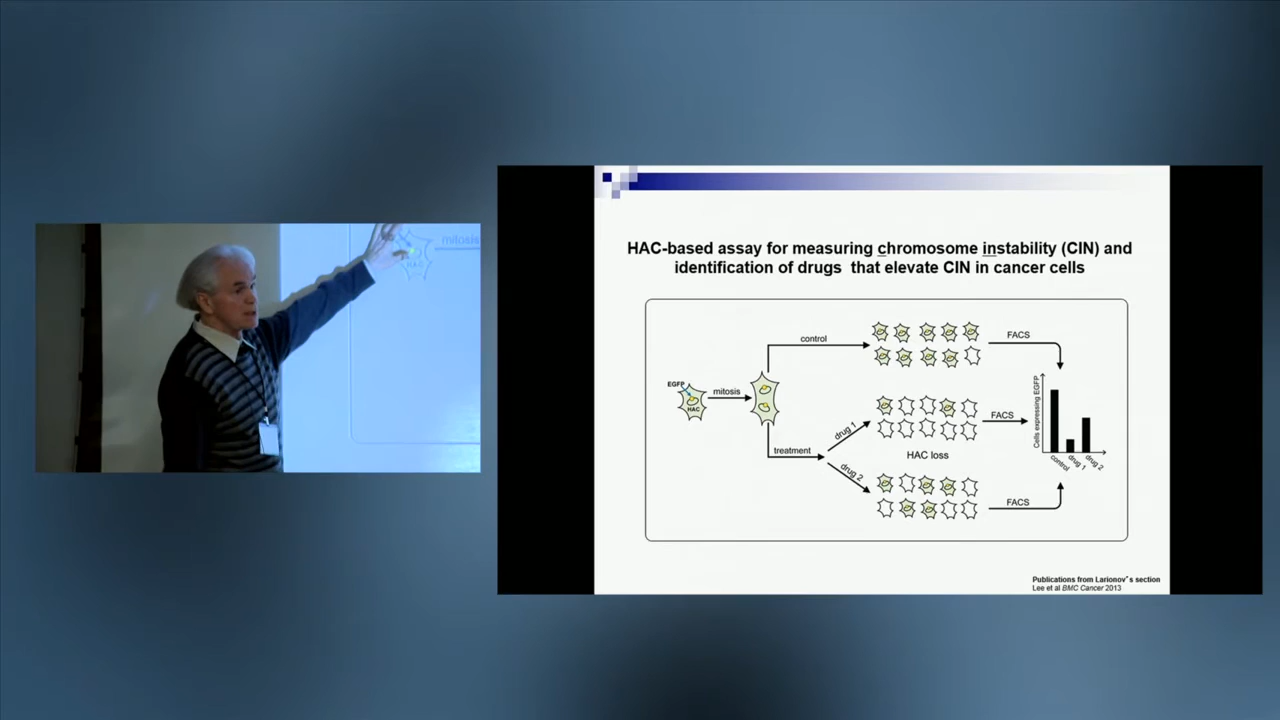 mitosis
HAC
HAC-based assay for measuring chromosome instability (CIN) and
identification of drugs  that elevate CIN in cancer cells
control
FACS
EGFP
HAC
mitosis
drug 1
FACS
HAC loss
treatment
drug 2
FACS
Cells expressing EGFP
control
drug 1
drug 2
Publications from Larionov's section
Lee et al BMC Cancer 2013